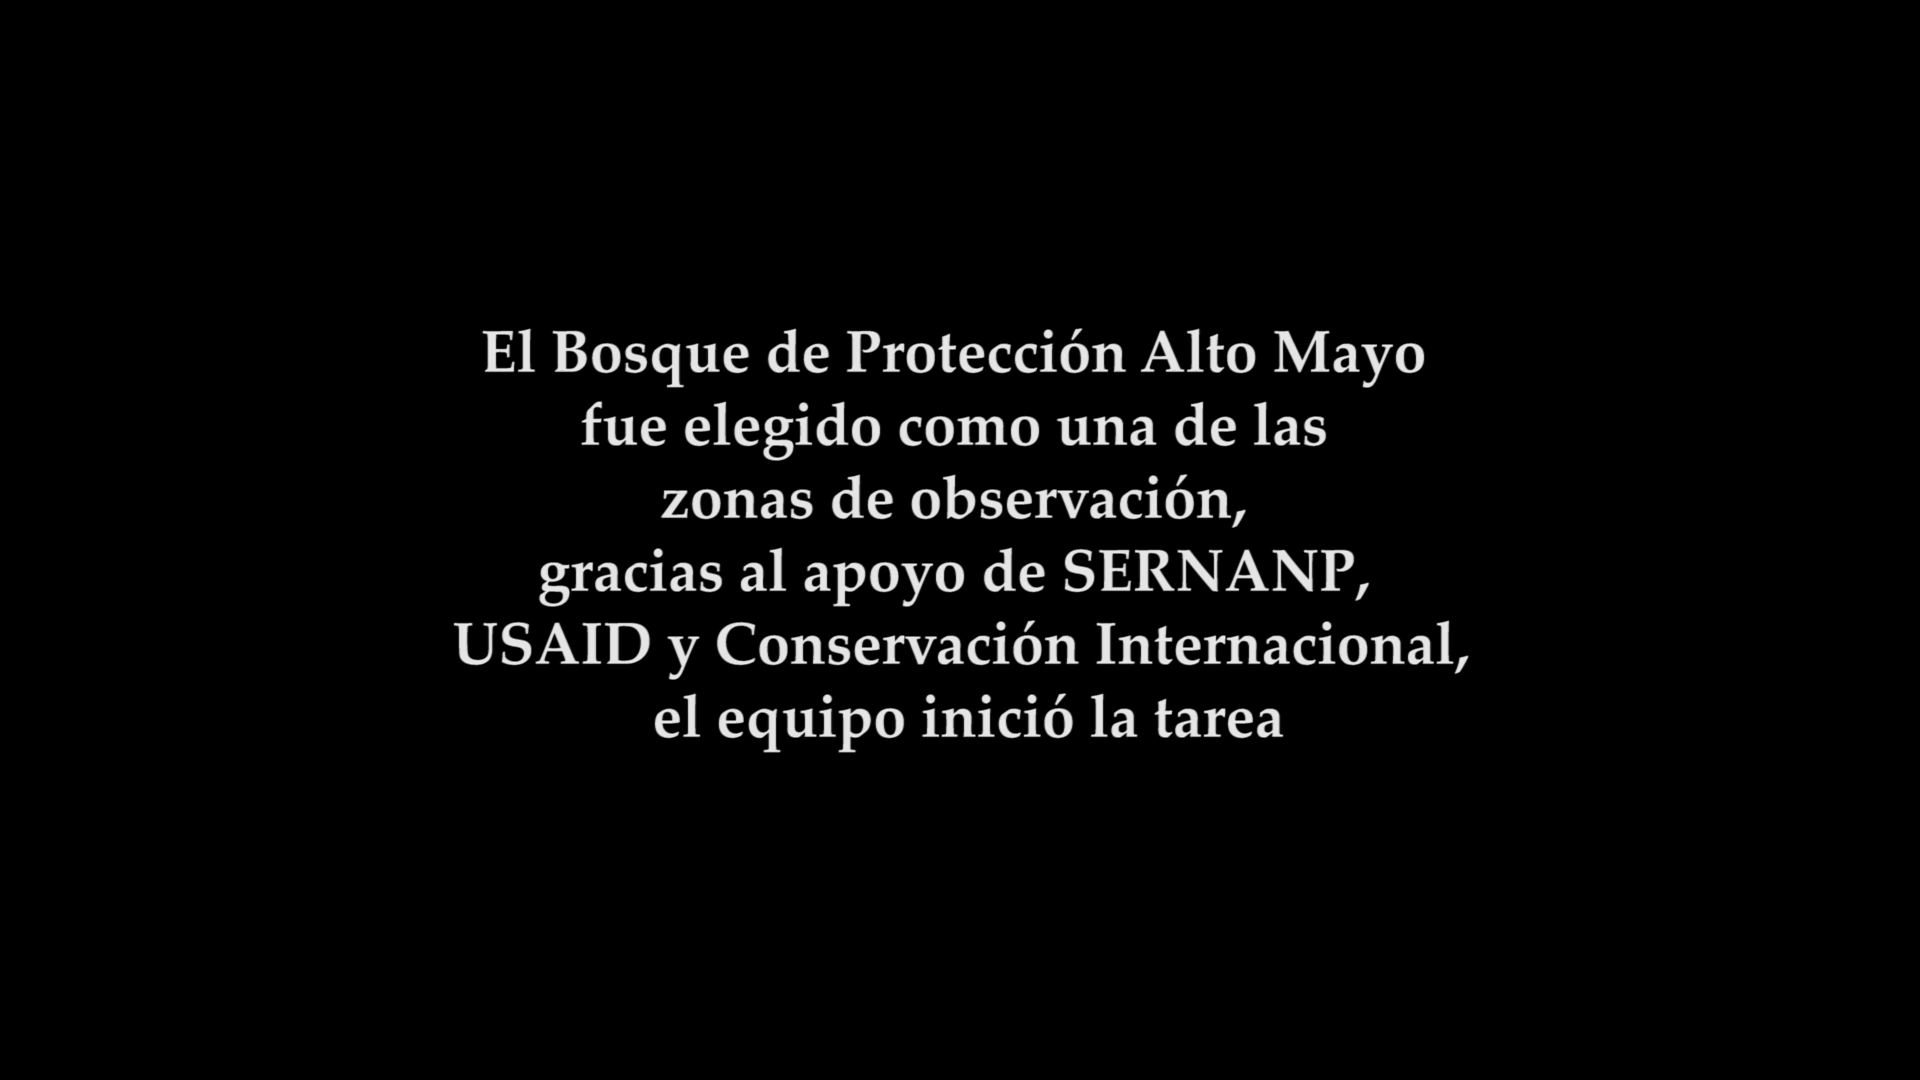 El Bosque de Protección Alto Mayo
fue elegido como una de las
zonas de observación,
gracias al apoyo de SERNANP,
USAID y Conservación Internacional,
el equipo inició la tarea